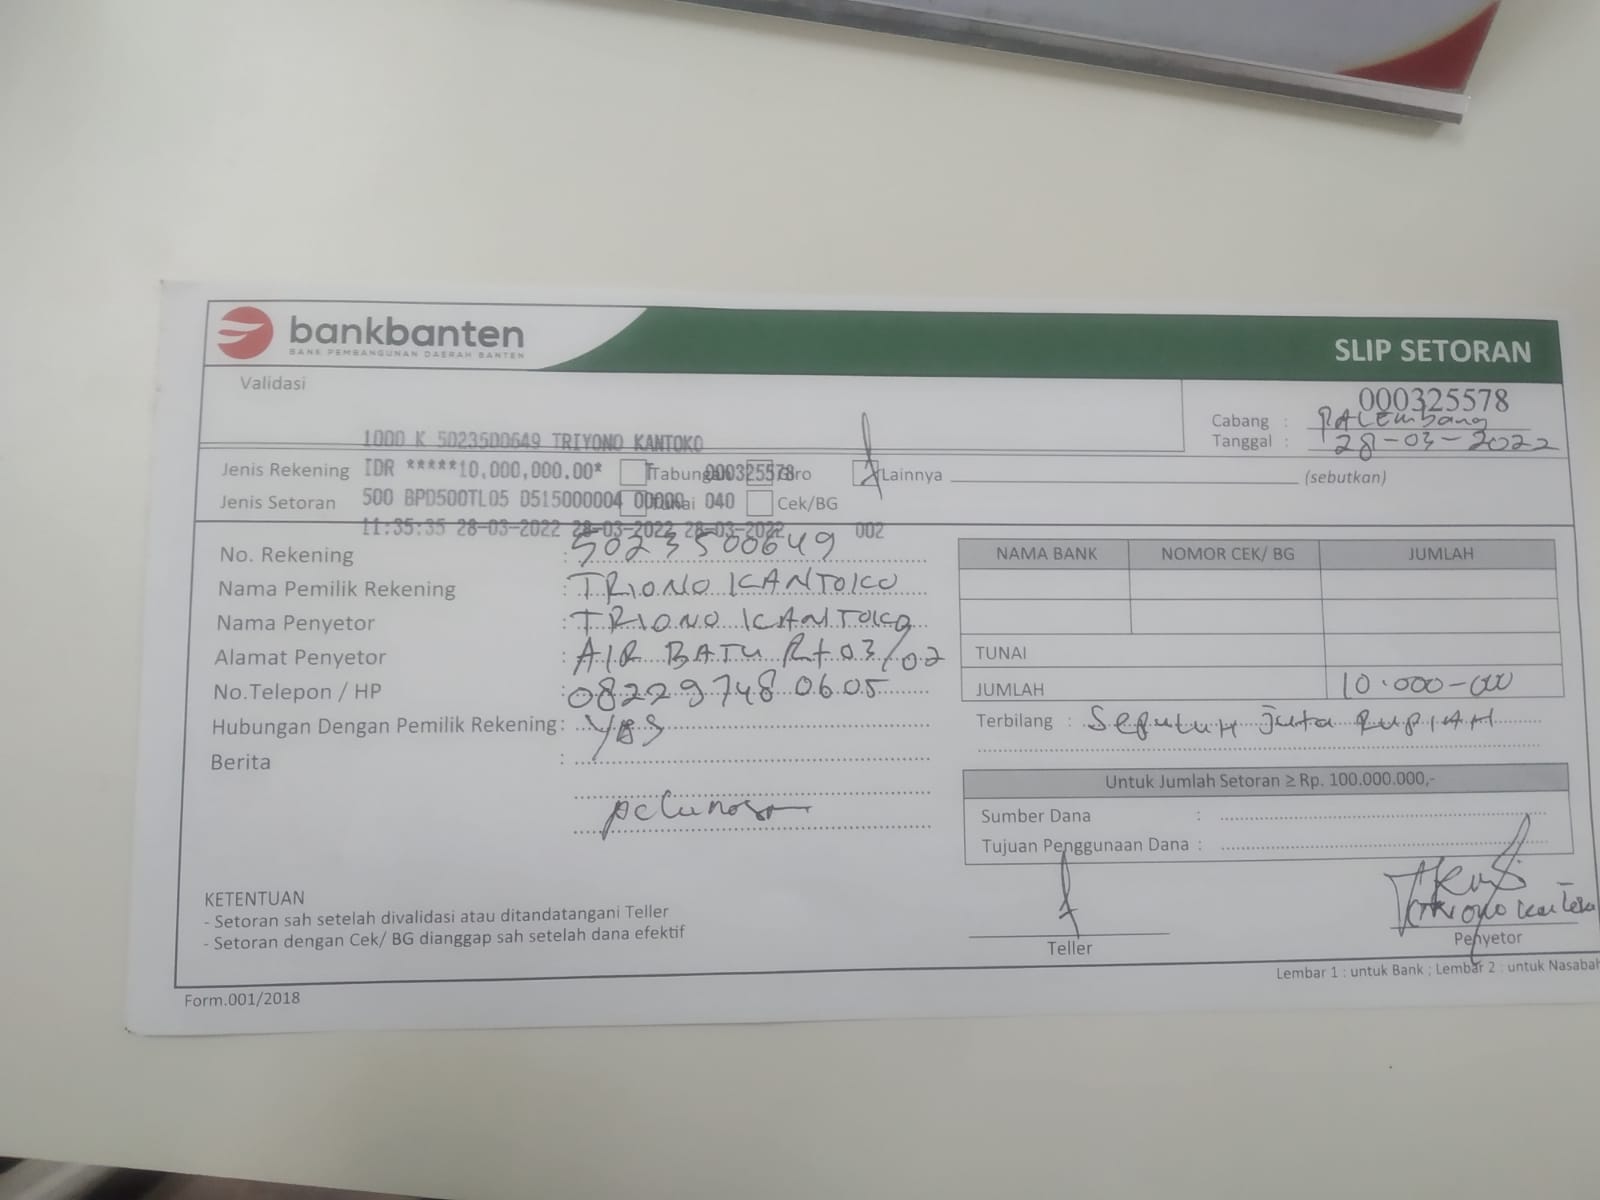 bankbanten
BANK PEMBANGUNAN DAERAH BANTEN
SLIP SETORAN
Validasi
000325578
Cabang : PALEmbang
Tanggal : 28-03-2022
1000 K 5023500649 TRIYONO KANTOKO
Jenis Rekening IDR *****10,000,000.00* Tabungan 000325578 Giro Lainnya (sebutkan)
Jenis Setoran 500 BPD500TL05 0515000004 00000 Tunai 040 Cek/BG
11:35:35 28-03-2022 28-03-2022 28-03-2022 002
No. Rekening : 5023500649
Nama Pemilik Rekening : TRIONO KANTOKO
Nama Penyetor : TRIONO KANTOKO
Alamat Penyetor : AIR BATU Rt 03/02
No.Telepon / HP : 082297480605
Hubungan Dengan Pemilik Rekening : YBS
Berita :
NAMA BANK NOMOR CEK/ BG JUMLAH
TUNAI
JUMLAH 10.000-000
Terbilang : Sepuluh juta RupiAH
Untuk Jumlah Setoran ≥ Rp. 100.000.000,-
Sumber Dana :
Tujuan Penggunaan Dana :
KETENTUAN
- Setoran sah setelah divalidasi atau ditandatangani Teller
- Setoran dengan Cek/ BG dianggap sah setelah dana efektif
Teller
Penyetor
Lembar 1 : untuk Bank ; Lembar 2 : untuk Nasabah
Form.001/2018